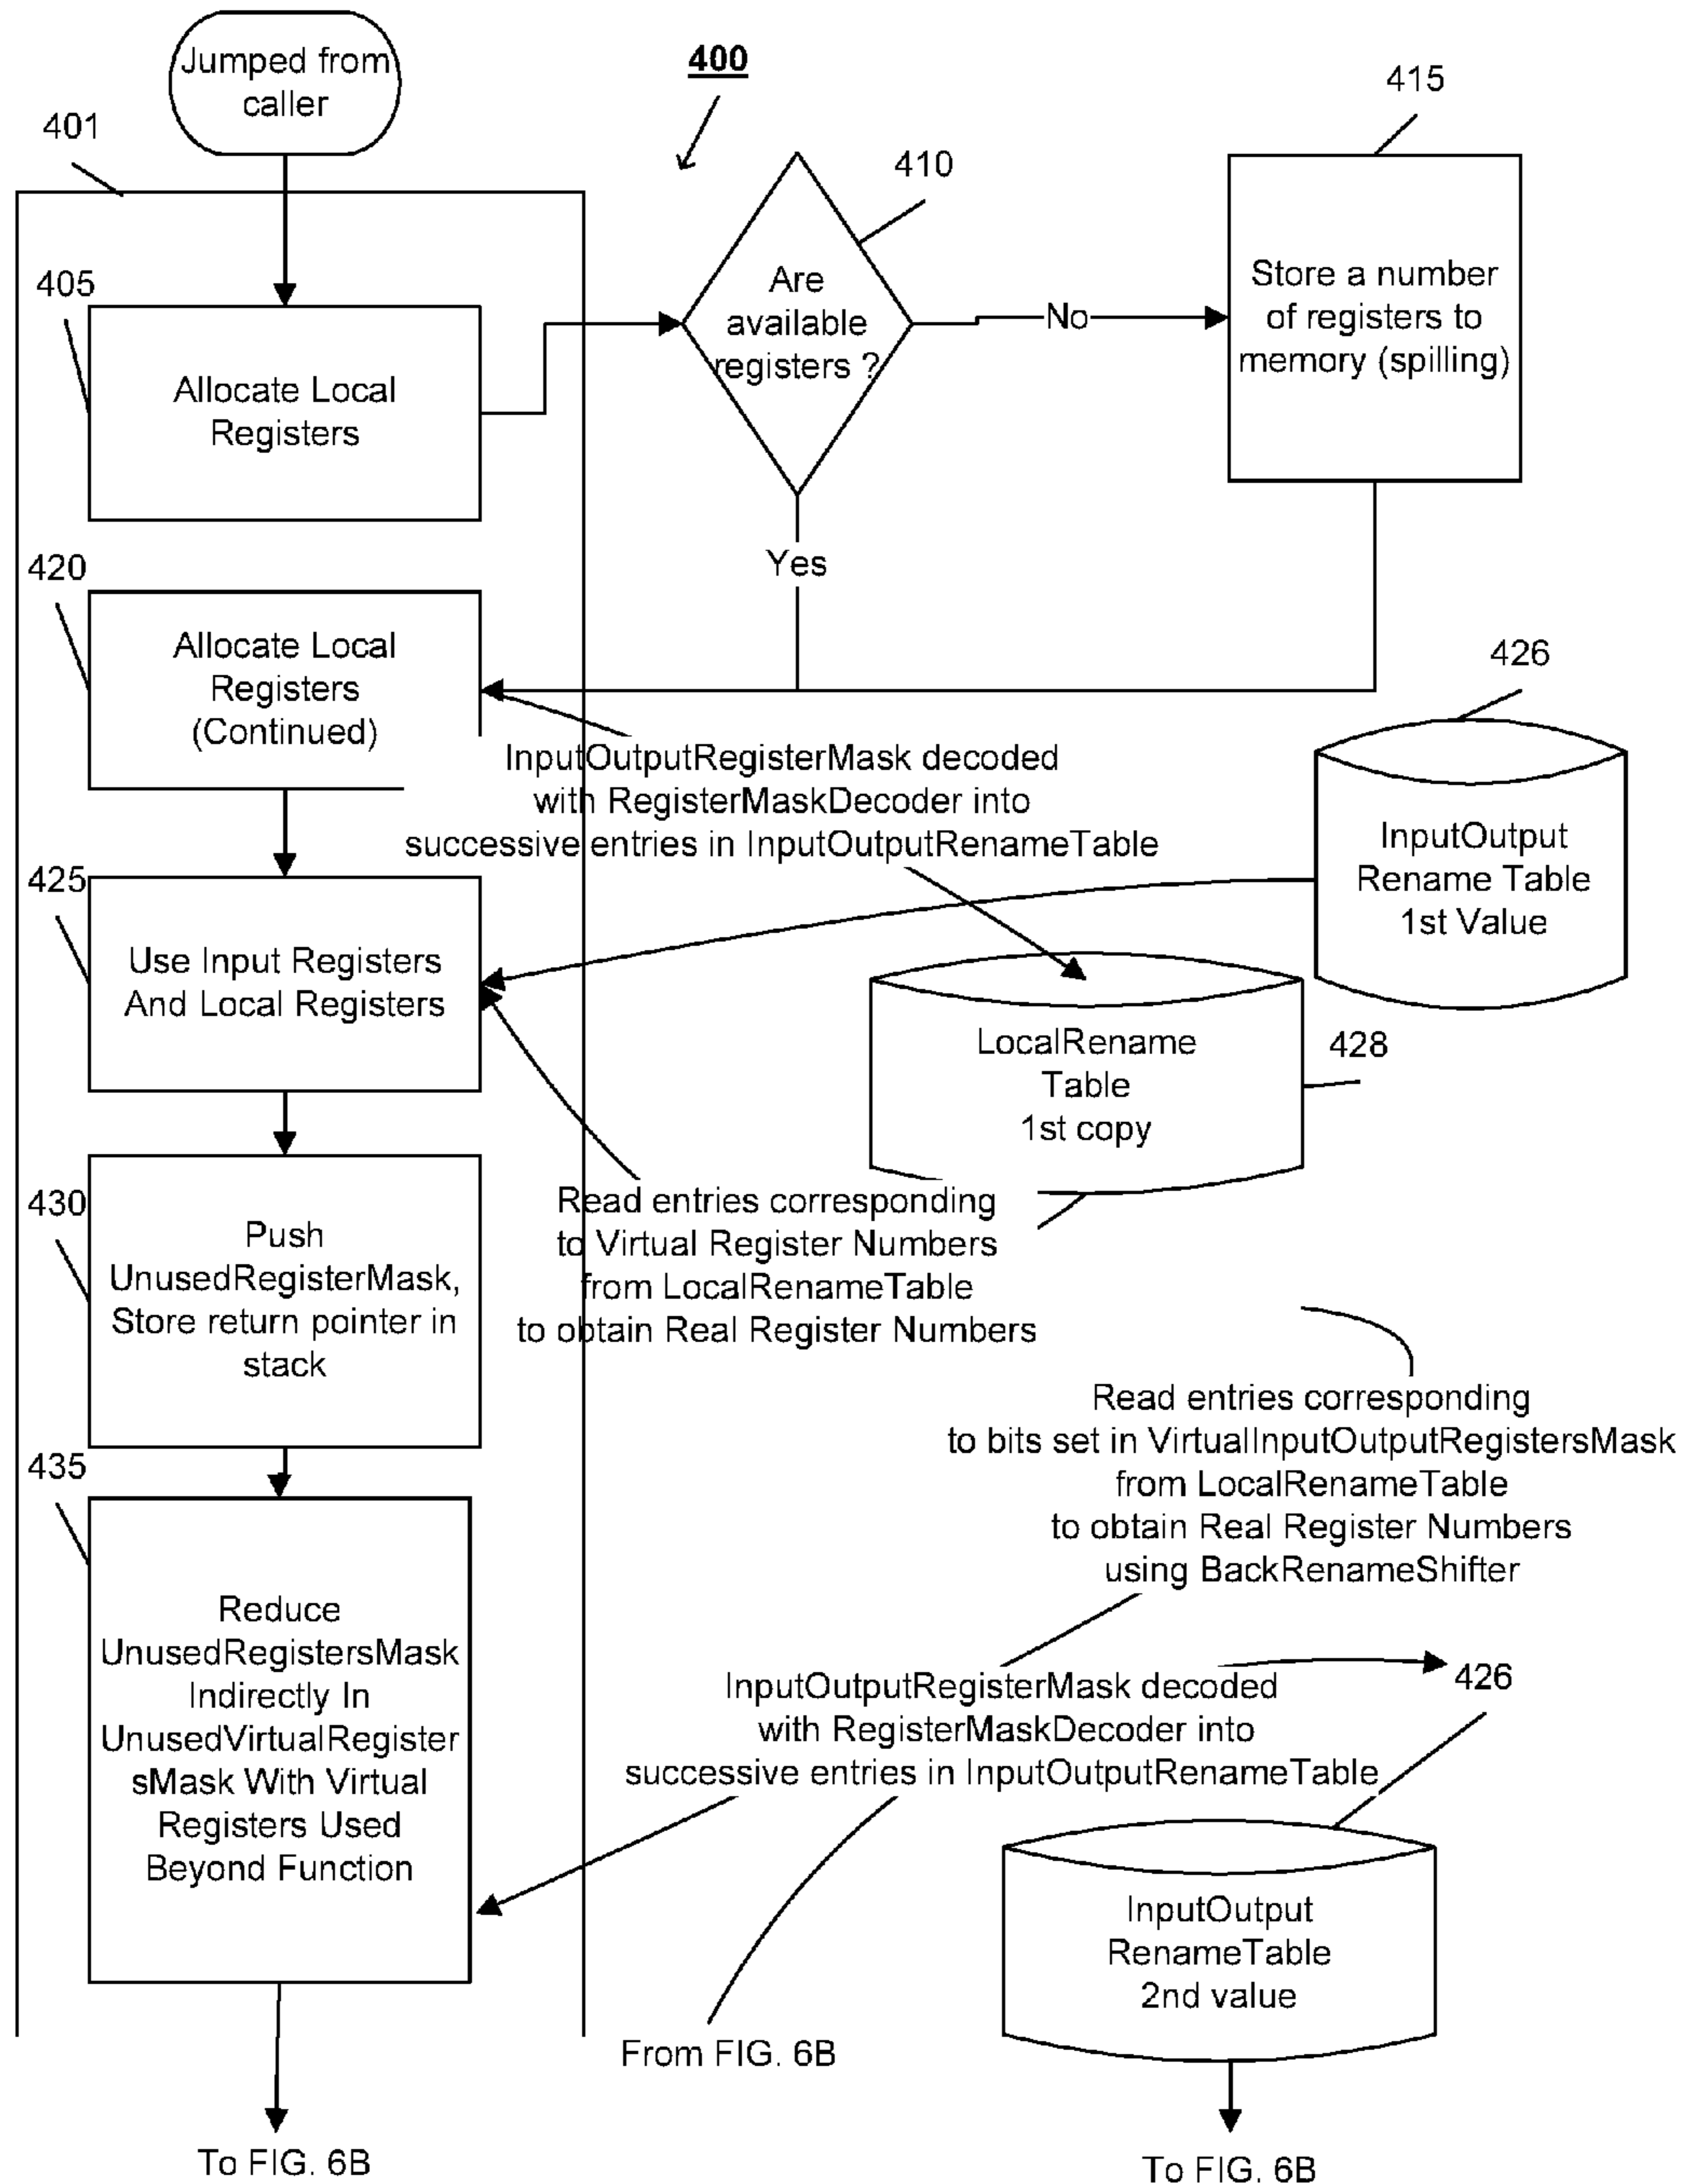 Jumped from
caller
400
415
401
410
405
Are
available
registers ?
No
Store a number
of registers to
memory (spilling)
Allocate Local
Registers
Yes
420
Allocate Local
Registers
(Continued)
426
InputOutputRegisterMask decoded
with RegisterMaskDecoder into
successive entries in InputOutputRenameTable
InputOutput
Rename Table
1st Value
425
Use Input Registers
And Local Registers
LocalRename
Table
1st copy
428
430
Push
UnusedRegisterMask,
Store return pointer in
stack
Read entries corresponding
to Virtual Register Numbers
from LocalRenameTable
to obtain Real Register Numbers
Read entries corresponding
to bits set in VirtualInputOutputRegistersMask
from LocalRenameTable
to obtain Real Register Numbers
using BackRenameShifter
435
Reduce
UnusedRegistersMask
Indirectly In
UnusedVirtualRegister
sMask With Virtual
Registers Used
Beyond Function
InputOutputRegisterMask decoded
with RegisterMaskDecoder into
successive entries in InputOutputRenameTable
426
InputOutput
RenameTable
2nd value
From FIG. 6B
To FIG. 6B
To FIG. 6B